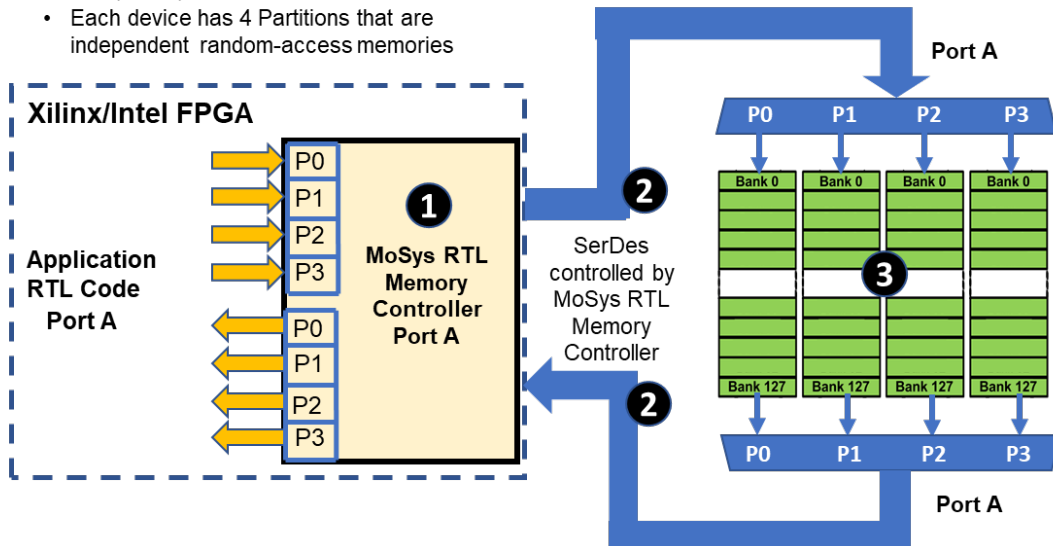 • Each device has 4 Partitions that are
independent random-access memories
Port A
Xilinx/Intel FPGA
P0 P1 P2 P3
P0
P1
P2
P3
1
2
Bank 0 Bank 0 Bank 0 Bank 0
Application
RTL Code
Port A
MoSys RTL
Memory
Controller
Port A
SerDes
controlled by
MoSys RTL
Memory
Controller
3
P0
P1
P2
P3
2
Bank 127 Bank 127 Bank 127 Bank 127
P0 P1 P2 P3
Port A